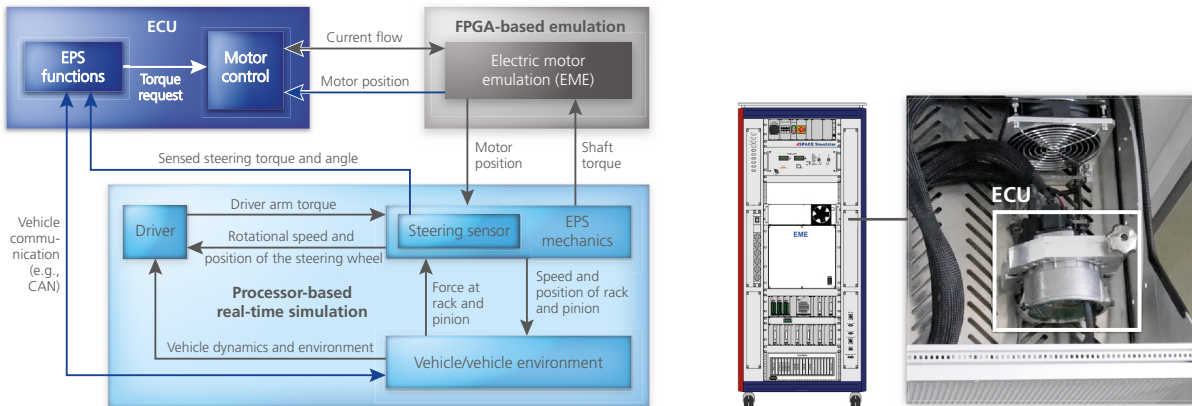 ECU
EPS
functions
Torque
request
Motor
control
Current flow
Motor position
FPGA-based emulation
Electric motor
emulation (EME)
Sensed steering torque and angle
Motor
position
Shaft
torque
Vehicle
commu-
nication
(e.g.,
CAN)
Driver
Driver arm torque
Steering sensor
EPS
mechanics
Rotational speed and
position of the steering wheel
Processor-based
real-time simulation
Force at
rack and
pinion
Speed and
position of rack
and pinion
Vehicle dynamics and environment
Vehicle/vehicle environment
dSPACE Simulator
EME
ECU